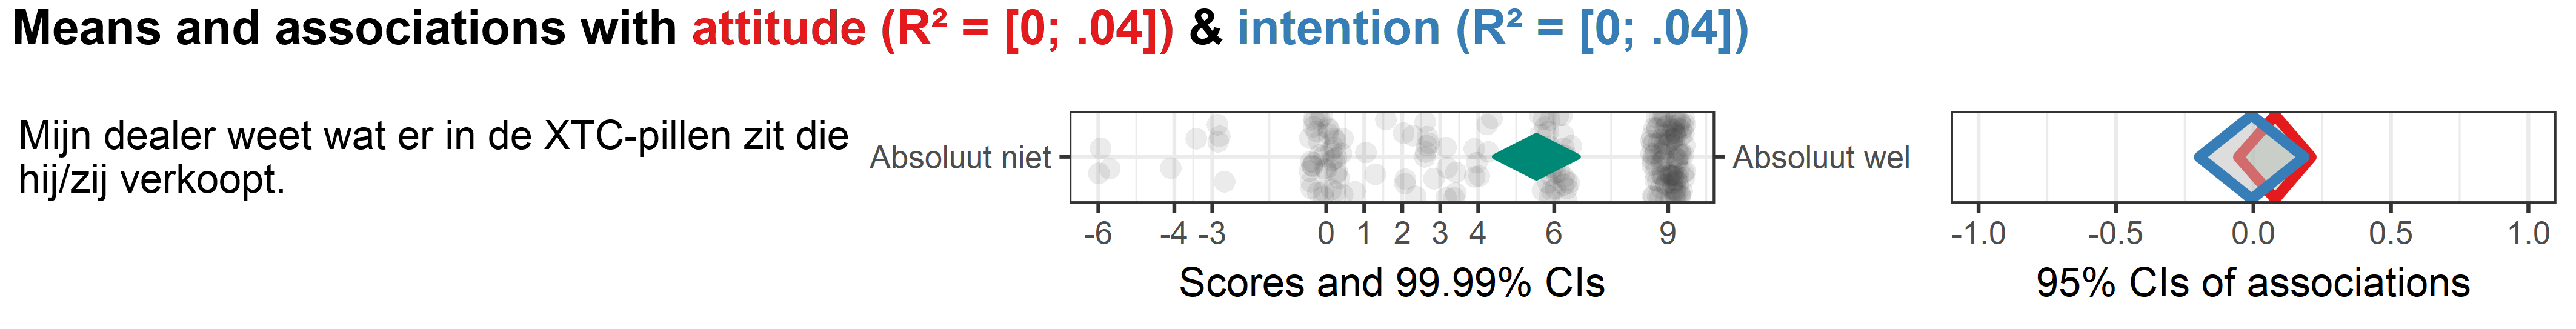 Means and associations with attitude (R² = [0; .04]) & intention (R² = [0; .04])
Mijn dealer weet wat er in de XTC-pillen zit die
hij/zij verkoopt.
Absoluut niet
Absoluut wel
-6 -4 -3 0 1 2 3 4 6 9
Scores and 99.99% CIs
-1.0 -0.5 0.0 0.5 1.0
95% CIs of associations